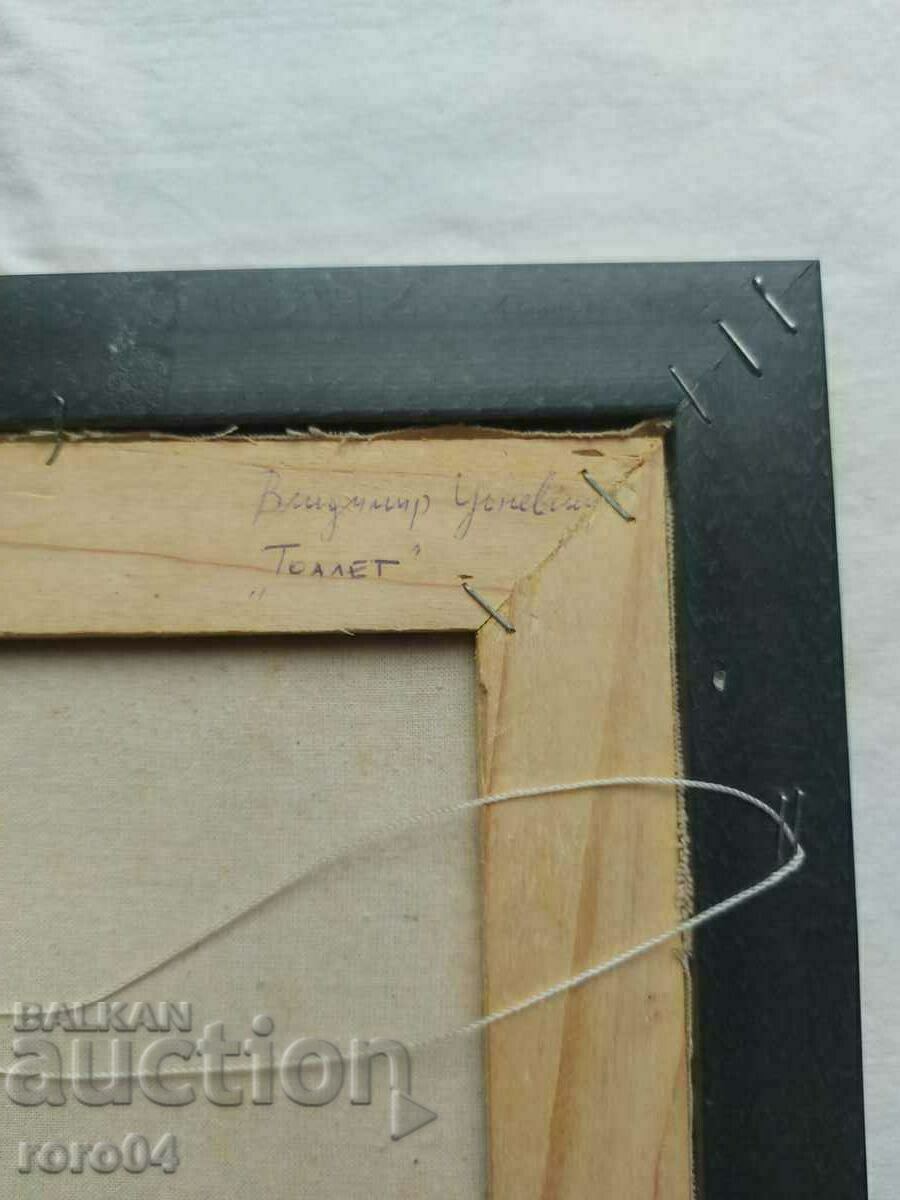 Владимир
„Тоалет"
BALKAN
auction
roro04